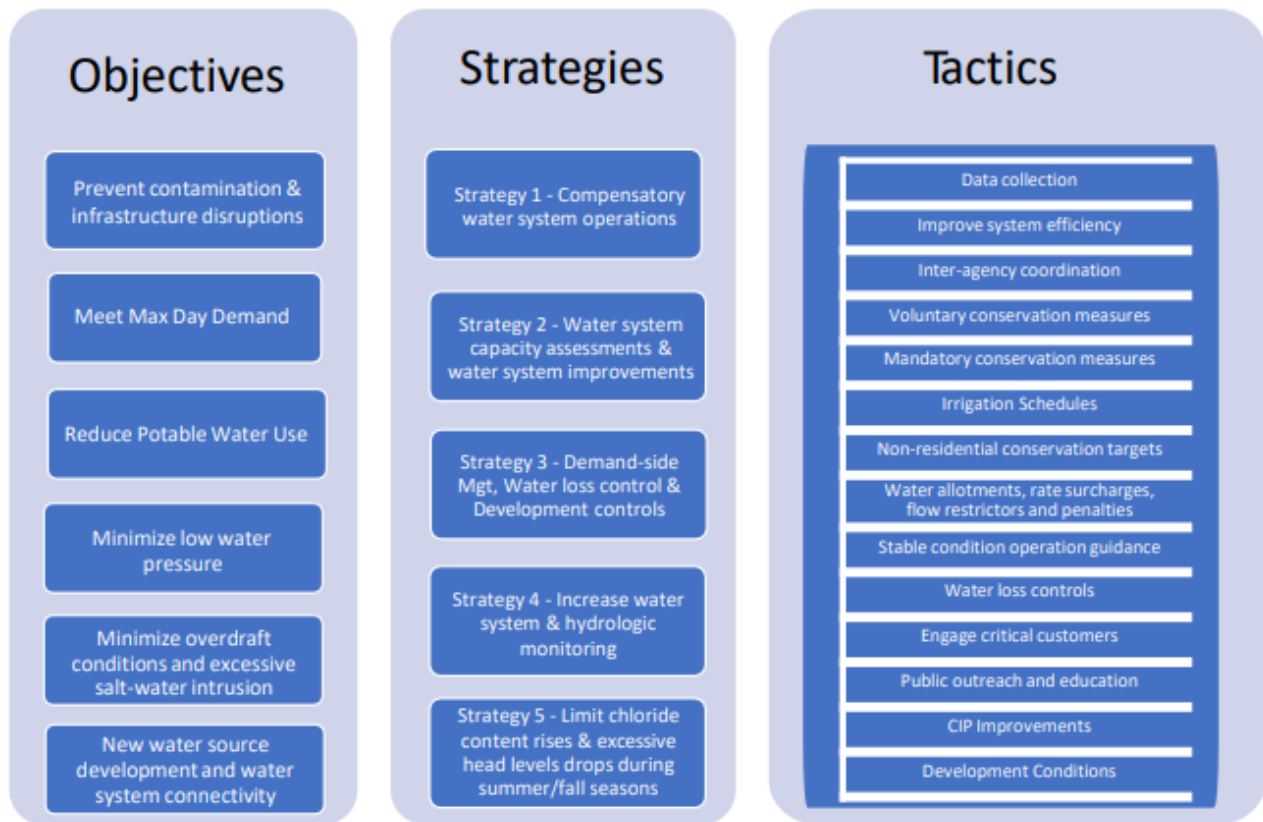 Objectives
Prevent contamination &
infrastructure disruptions
Meet Max Day Demand
Reduce Potable Water Use
Minimize low water
pressure
Minimize overdraft
conditions and excessive
salt-water intrusion
New water source
development and water
system connectivity
Strategies
Strategy 1 - Compensatory
water system operations
Strategy 2 - Water system
capacity assessments &
water system improvements
Strategy 3 - Demand-side
Mgt, Water loss control &
Development controls
Strategy 4 - Increase water
system & hydrologic
monitoring
Strategy 5 - Limit chloride
content rises & excessive
head levels drops during
summer/fall seasons
Tactics
Data collection
Improve system efficiency
Inter-agency coordination
Voluntary conservation measures
Mandatory conservation measures
Irrigation Schedules
Non-residential conservation targets
Water allotments, rate surcharges,
flow restrictors and penalties
Stable condition operation guidance
Water loss controls
Engage critical customers
Public outreach and education
CIP Improvements
Development Conditions